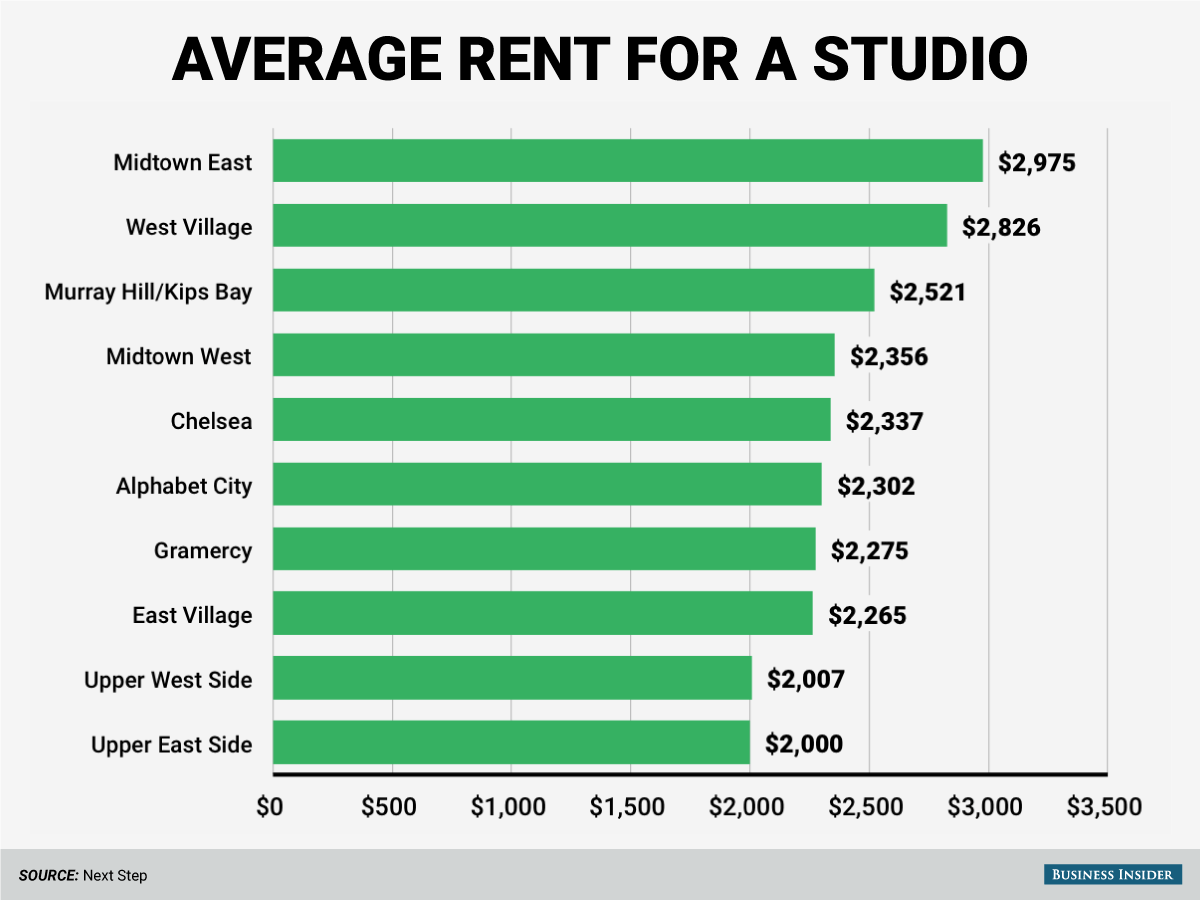 AVERAGE RENT FOR A STUDIO
Midtown East $2,975
West Village $2,826
Murray Hill/Kips Bay $2,521
Midtown West $2,356
Chelsea $2,337
Alphabet City $2,302
Gramercy $2,275
East Village $2,265
Upper West Side $2,007
Upper East Side $2,000
$0 $500 $1,000 $1,500 $2,000 $2,500 $3,000 $3,500
SOURCE: Next Step BUSINESS INSIDER